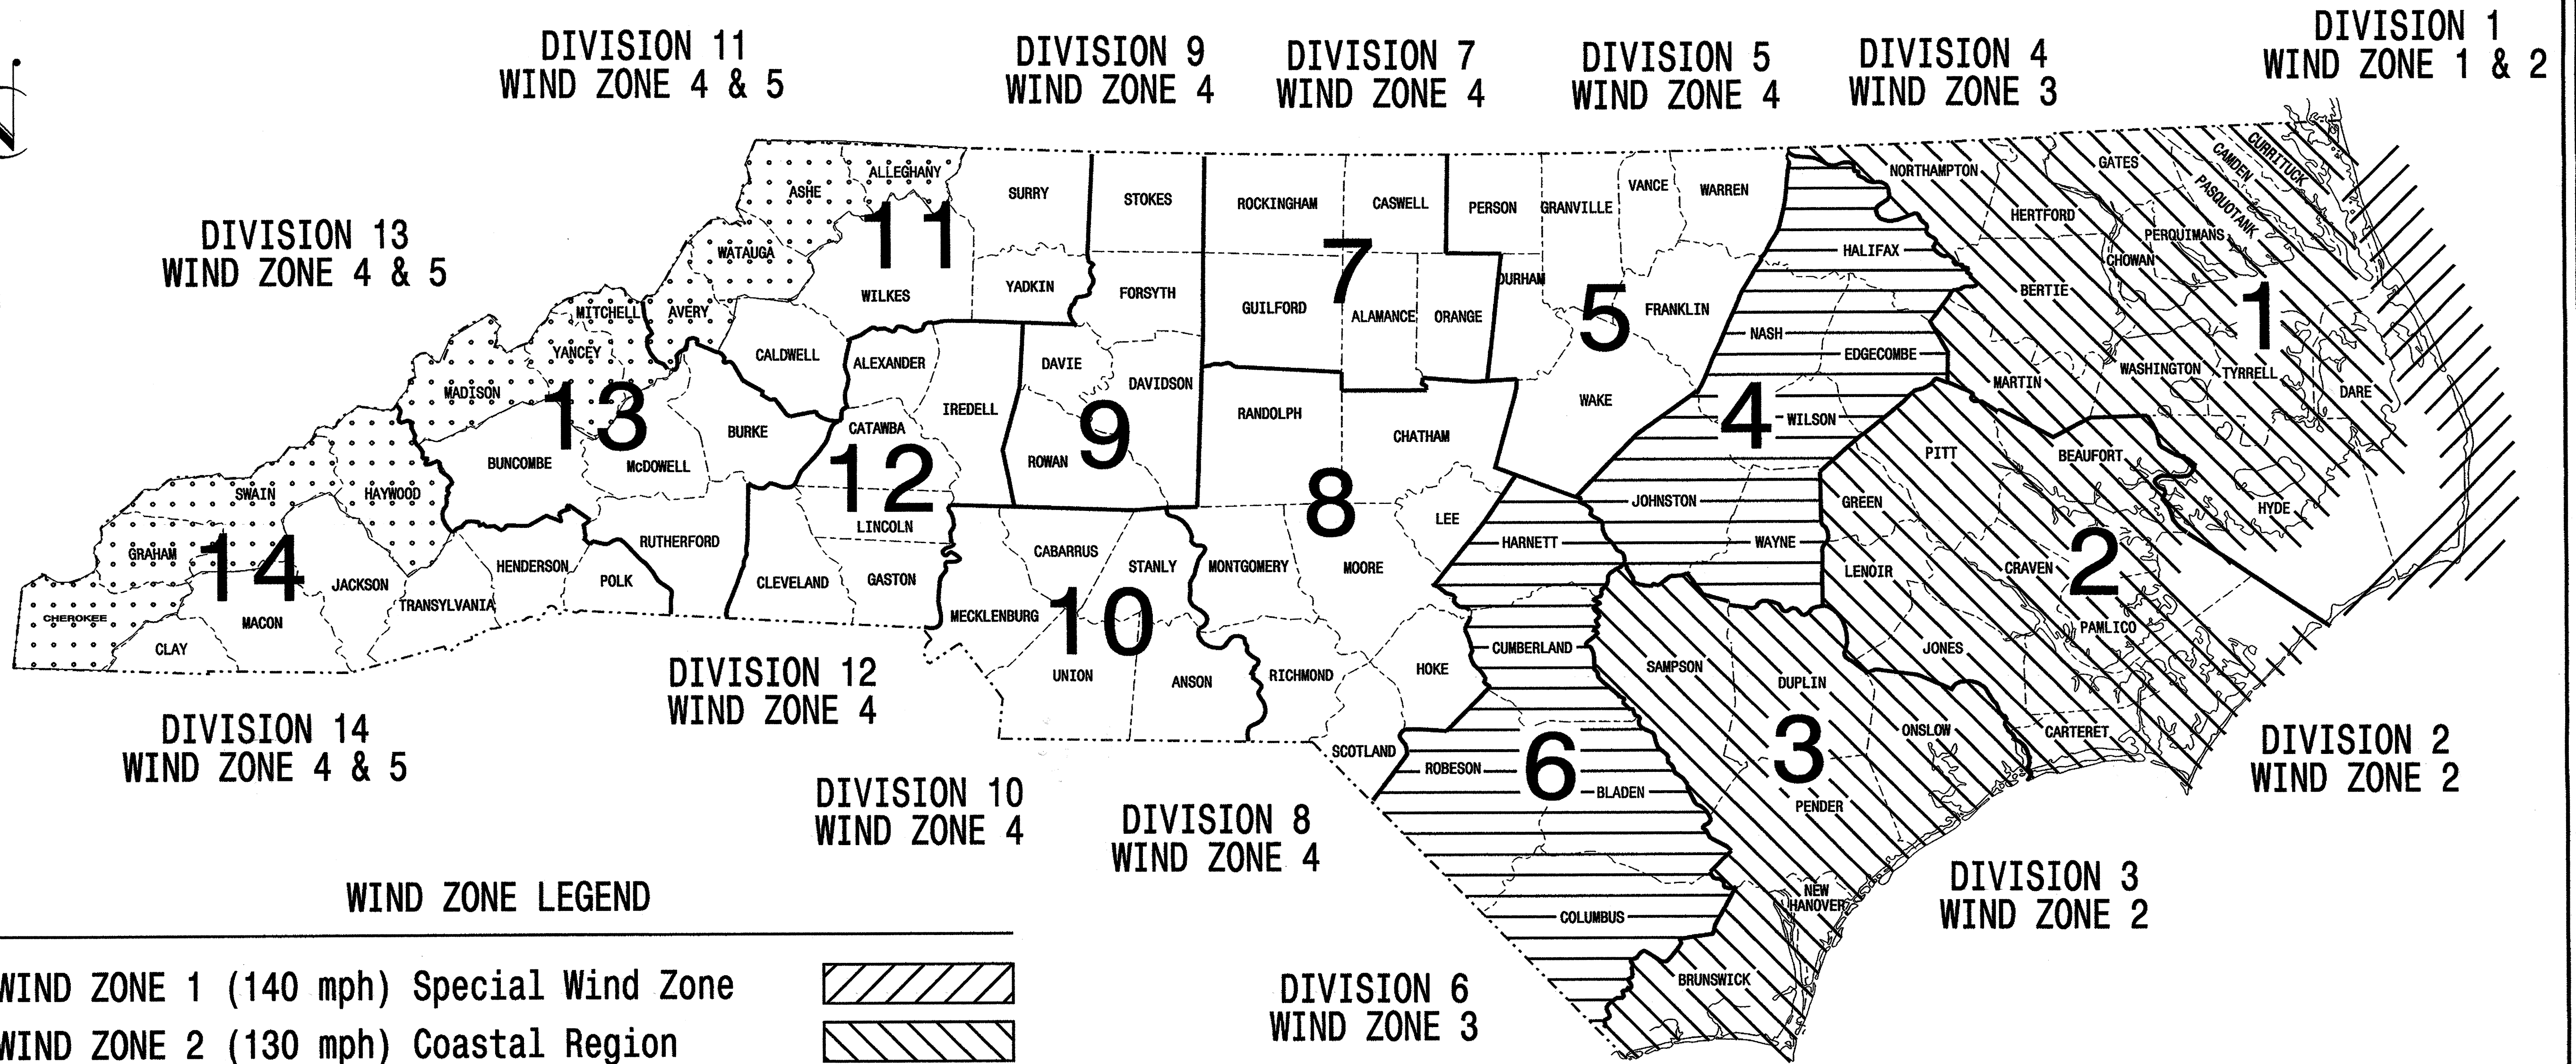 DIVISION 11
WIND ZONE 4 & 5
DIVISION 9
WIND ZONE 4
DIVISION 7
WIND ZONE 4
DIVISION 5
WIND ZONE 4
DIVISION 4
WIND ZONE 3
DIVISION 1
WIND ZONE 1 & 2
DIVISION 13
WIND ZONE 4 & 5
N
ASHE
ALLEGHANY
SURRY
STOKES
ROCKINGHAM
CASWELL
PERSON
GRANVILLE
VANCE
WARREN
NORTHAMPTON
GATES
CAMDEN
CURRITUCK
PASQUOTANK
HERTFORD
PERQUIMANS
CHOWAN
HALIFAX
BERTIE
11
WATAUGA
WILKES
YADKIN
FORSYTH
7
GUILFORD
ALAMANCE
ORANGE
DURHAM
5
FRANKLIN
NASH
EDGECOMBE
1
MITCHELL
AVERY
YANCEY
CALDWELL
ALEXANDER
DAVIE
DAVIDSON
MARTIN
WASHINGTON
TYRRELL
DARE
MADISON
13
BURKE
CATAWBA
IREDELL
9
RANDOLPH
CHATHAM
WAKE
4
WILSON
PITT
BEAUFORT
BUNCOMBE
McDOWELL
12
ROWAN
8
SWAIN
HAYWOOD
LINCOLN
LEE
JOHNSTON
GREEN
HYDE
GRAHAM
14
JACKSON
HENDERSON
RUTHERFORD
POLK
CLEVELAND
GASTON
CABARRUS
STANLY
MONTGOMERY
MOORE
HARNETT
WAYNE
LENOIR
CRAVEN
2
CHEROKEE
MACON
TRANSYLVANIA
CLAY
MECKLENBURG
10
UNION
ANSON
RICHMOND
HOKE
CUMBERLAND
SAMPSON
DUPLIN
JONES
PAMLICO
SCOTLAND
ROBESON
6
BLADEN
3
ONSLOW
PENDER
CARTERET
COLUMBUS
NEW
HANOVER
BRUNSWICK
DIVISION 12
WIND ZONE 4
DIVISION 14
WIND ZONE 4 & 5
DIVISION 10
WIND ZONE 4
DIVISION 8
WIND ZONE 4
DIVISION 2
WIND ZONE 2
DIVISION 3
WIND ZONE 2
DIVISION 6
WIND ZONE 3
WIND ZONE LEGEND
WIND ZONE 1 (140 mph) Special Wind Zone
WIND ZONE 2 (130 mph) Coastal Region